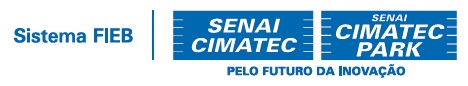 Sistema FIEB
SENAI
CIMATEC
SENAI
CIMATEC
PARK
PELO FUTURO DA INOVAÇÃO